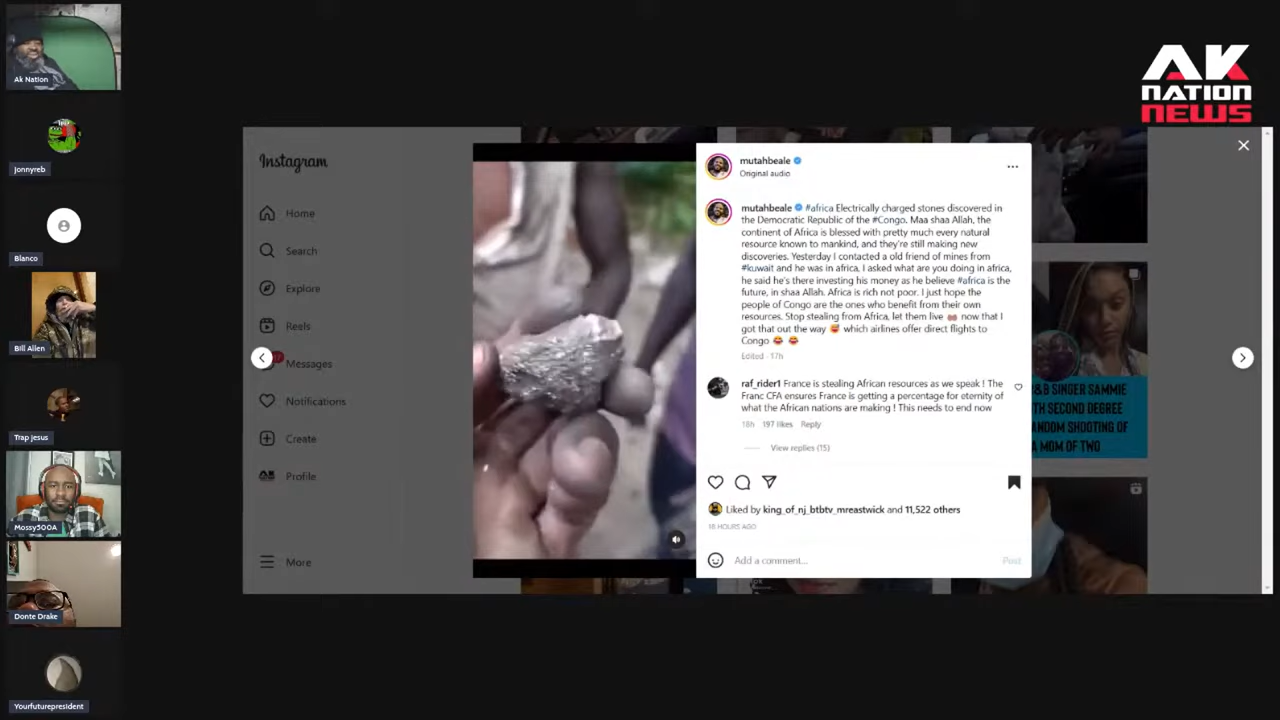 Ak Nation
Jonnyreb
Blanco
Bill Allen
Trap jesus
Mossy500A
Donte Drake
Yourfuturepresident
AK
NATION
NEWS
Instagram
Home
Search
Explore
Reels
Messages
Notifications
Create
Profile
More
mutahbeale
Original audio
mutahbeale #africa Electrically charged stones discovered in
the Democratic Republic of the #Congo. Maa shaa Allah, the
continent of Africa is blessed with pretty much every natural
resource known to mankind, and they're still making new
discoveries. Yesterday I contacted a old friend of mines from
#kuwait and he was in africa, I asked what are you doing in africa,
he said he's there investing his money as he believe #africa is the
future, in shaa Allah. Africa is rich not poor. I just hope the
people of Congo are the ones who benefit from their own
resources. Stop stealing from Africa, let them live 🤲🏽 now that I
got that out the way 😅 which airlines offer direct flights to
Congo 😂 😂
Edited · 17h
raf_rider1 France is stealing African resources as we speak ! The
Franc CFA ensures France is getting a percentage for eternity of
what the African nations are making ! This needs to end now
18h 197 likes Reply
View replies (15)
Liked by king_of_nj_btbtv_mreastwick and 11,522 others
18 HOURS AGO
Add a comment...
Post
&B SINGER SAMMIE
TH SECOND DEGREE
ANDOM SHOOTING OF
A MOM OF TWO